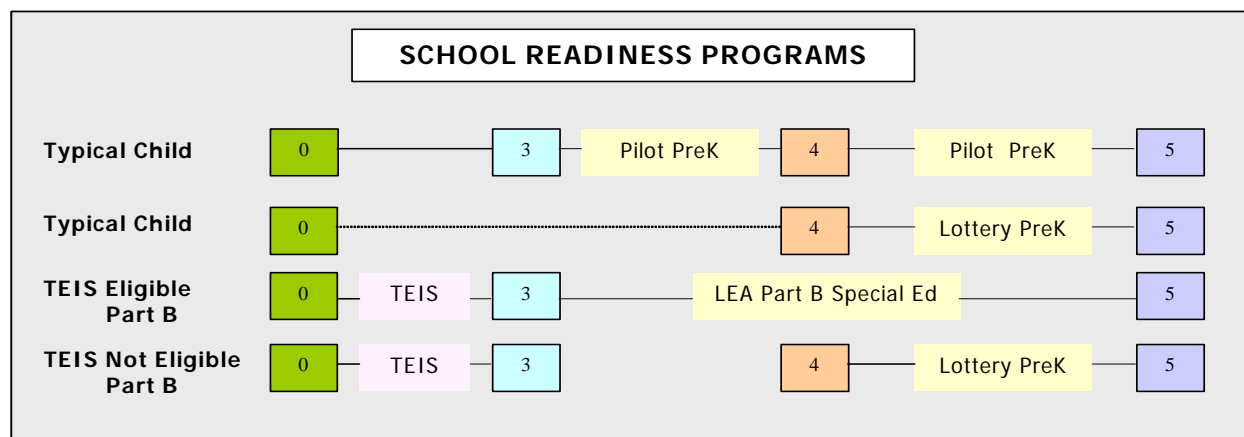 SCHOOL READINESS PROGRAMS
Typical Child 0 3 Pilot PreK 4 Pilot PreK 5
Typical Child 0 4 Lottery PreK 5
TEIS Eligible
Part B 0 TEIS 3 LEA Part B Special Ed 5
TEIS Not Eligible
Part B 0 TEIS 3 4 Lottery PreK 5